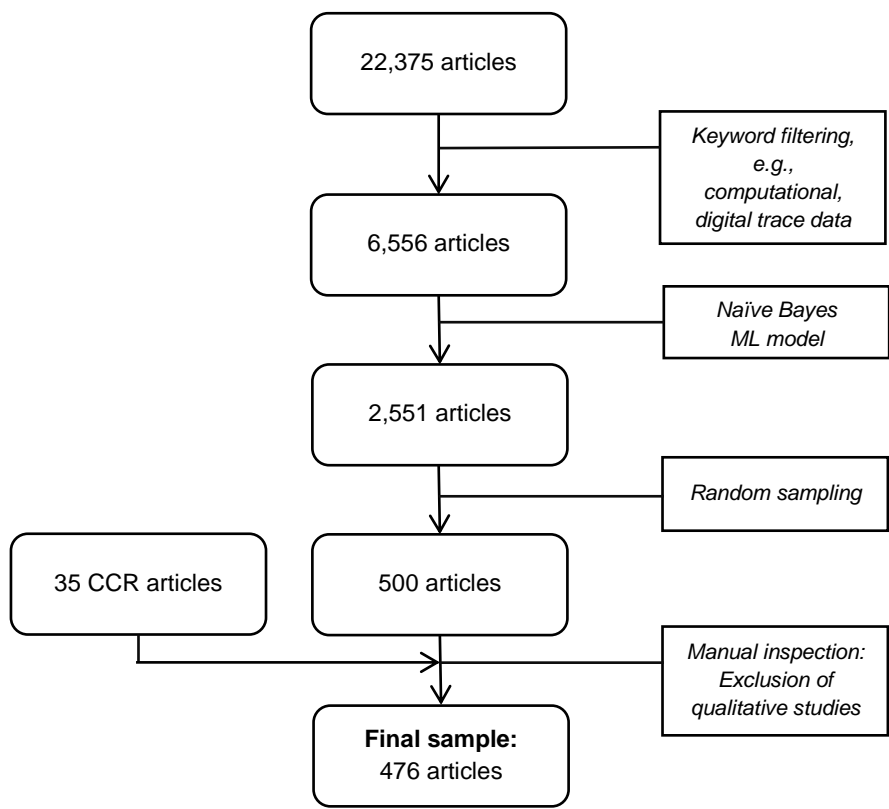 22,375 articles
Keyword filtering,
e.g.,
computational,
digital trace data
6,556 articles
Naïve Bayes
ML model
2,551 articles
Random sampling
35 CCR articles
500 articles
Manual inspection:
Exclusion of
qualitative studies
Final sample:
476 articles